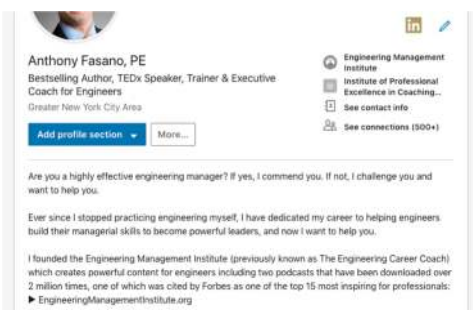 in
Anthony Fasano, PE
Bestselling Author, TEDx Speaker, Trainer & Executive
Coach for Engineers
Greater New York City Area
Add profile section
More...
Engineering Management
Institute
Institute of Professional
Excellence in Coaching...
See contact info
See connections (500+)
Are you a highly effective engineering manager? If yes, I commend you. If not, I challenge you and
want to help you.
Ever since I stopped practicing engineering myself, I have dedicated my career to helping engineers
build their managerial skills to become powerful leaders, and now I want to help you.
I founded the Engineering Management Institute (previously known as The Engineering Career Coach)
which creates powerful content for engineers including two podcasts that have been downloaded over
2 million times, one of which was cited by Forbes as one of the top 15 most inspiring for professionals:
▶ EngineeringManagementInstitute.org